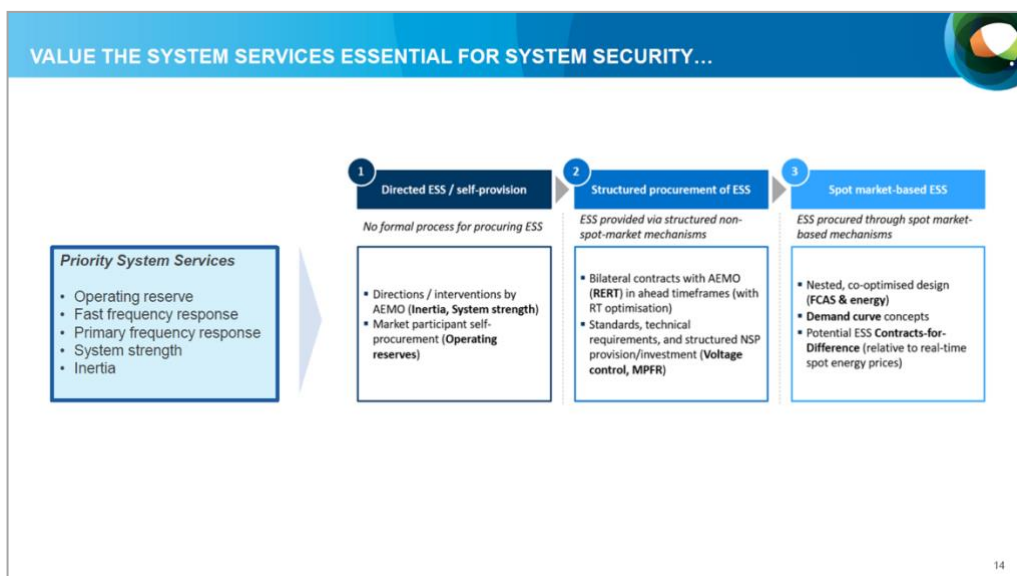 VALUE THE SYSTEM SERVICES ESSENTIAL FOR SYSTEM SECURITY…
Priority System Services
• Operating reserve
• Fast frequency response
• Primary frequency response
• System strength
• Inertia
1
Directed ESS / self-provision
No formal process for procuring ESS
▪ Directions / interventions by
AEMO (Inertia, System strength)
▪ Market participant self-
procurement (Operating
reserves)
2
Structured procurement of ESS
ESS provided via structured non-
spot-market mechanisms
▪ Bilateral contracts with AEMO
(RERT) in ahead timeframes (with
RT optimisation)
▪ Standards, technical
requirements, and structured NSP
provision/investment (Voltage
control, MPFR)
3
Spot market-based ESS
ESS procured through spot market-
based mechanisms
▪ Nested, co-optimised design
(FCAS & energy)
▪ Demand curve concepts
▪ Potential ESS Contracts-for-
Difference (relative to real-time
spot energy prices)
14